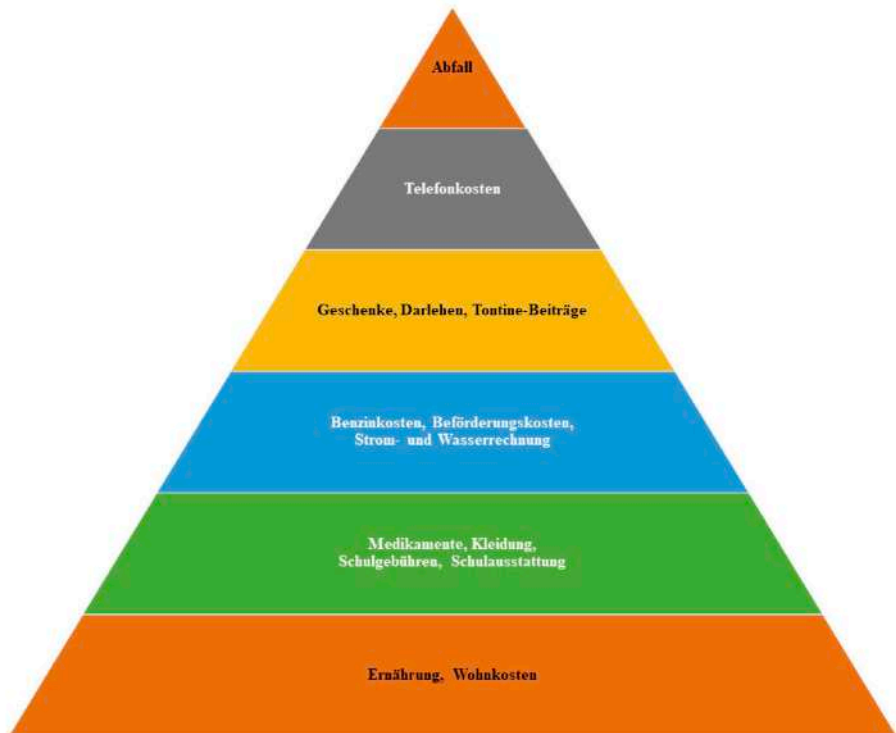 Abfall
Telefonkosten
Geschenke, Darlehen, Tontine-Beiträge
Benzinkosten, Beförderungskosten,
Strom- und Wasserrechnung
Medikamente, Kleidung,
Schulgebühren, Schulausstattung
Ernährung, Wohnkosten